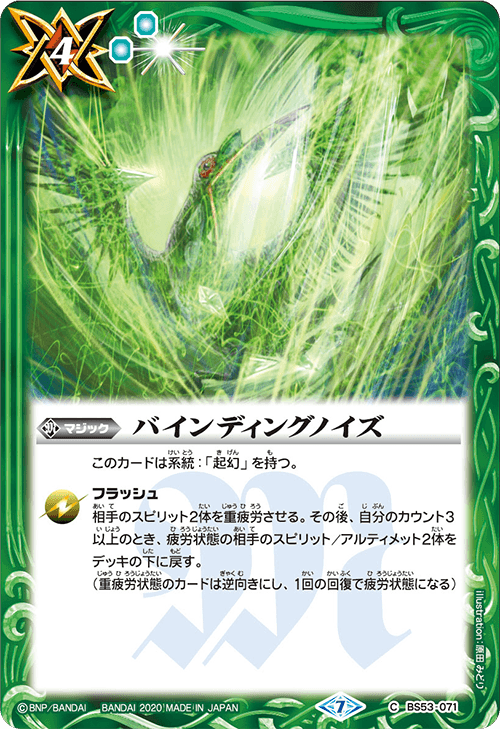 4
マジック
バインディングノイズ
このカードは系統:「起幻」を持つ。
フラッシュ
相手のスピリット2体を重疲労させる。その後、自分のカウント3
以上のとき、疲労状態の相手のスピリット/アルティメット2体を
デッキの下に戻す。
(重疲労状態のカードは逆向きにし、1回の回復で疲労状態になる)
illustration:原田みどり
©BNP/BANDAI BANDAI 2020 MADE IN JAPAN
7
C BS53-071